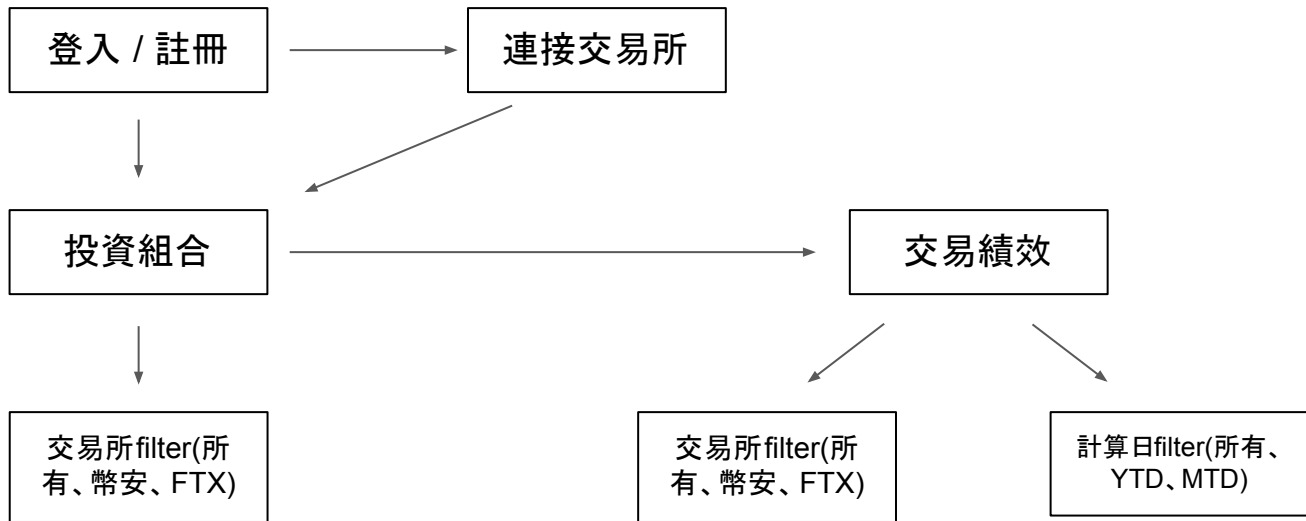 登入 / 註冊
連接交易所
投資組合
交易績效
交易所filter(所
有、幣安、FTX)
交易所filter(所
有、幣安、FTX)
計算日filter(所有、
YTD、MTD)